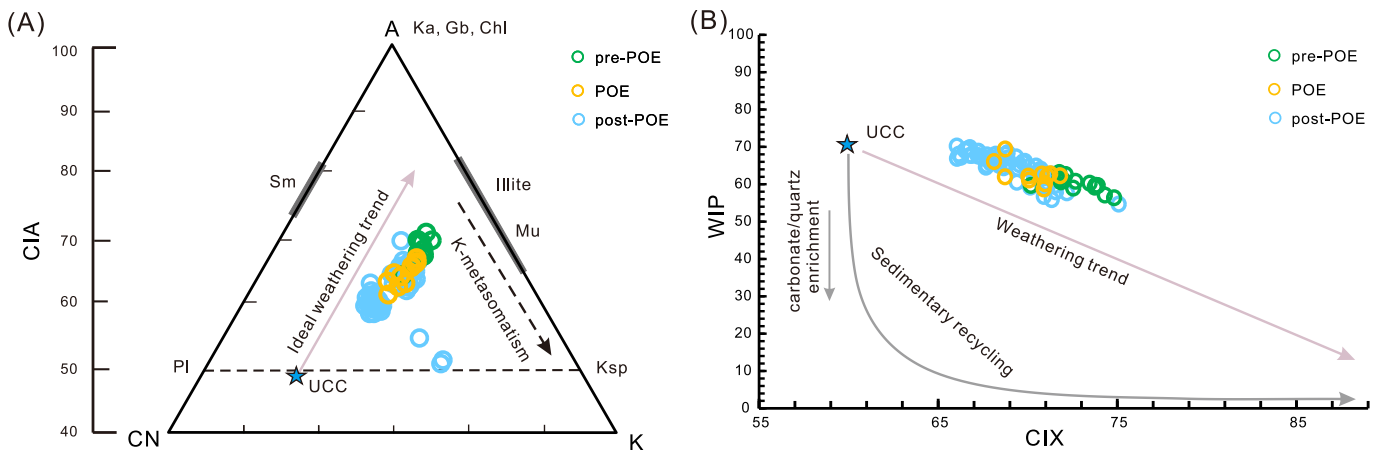 (A)
A
Ka, Gb, Chl
CIA
100
90
80
70
60
50
40
pre-POE
POE
post-POE
Sm
Illite
Mu
Ideal weathering trend
K-metasomatism
Pl
UCC
Ksp
CN
K
(B)
WIP
100
90
80
70
60
50
40
30
20
10
0
pre-POE
POE
post-POE
UCC
carbonate/quartz
enrichment
Sedimentary recycling
Weathering trend
55
65
75
85
CIX